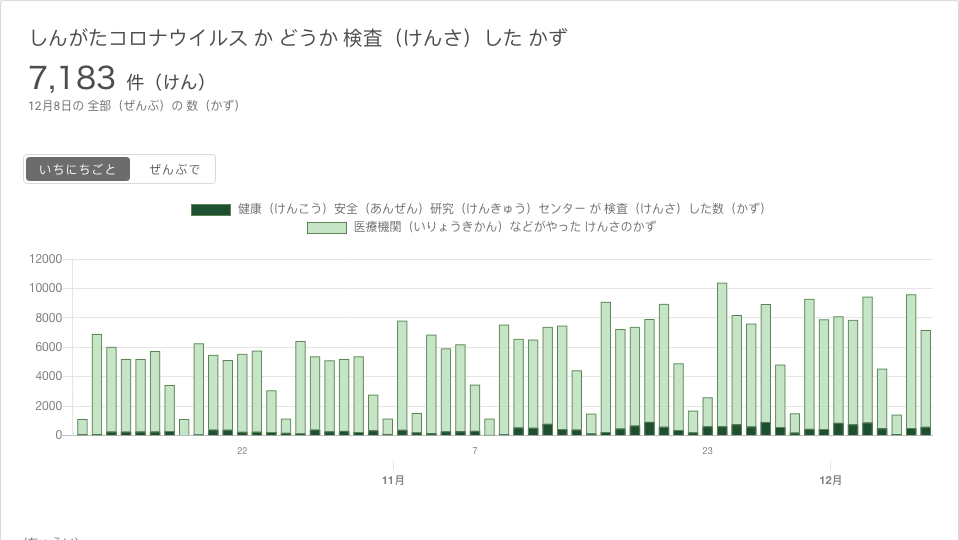 しんがたコロナウイルス か どうか 検査（けんさ）した かず
7,183 件（けん）
12月8日の 全部（ぜんぶ）の 数（かず）
いちにちごと ぜんぶで
健康（けんこう）安全（あんぜん）研究（けんきゅう）センター が 検査（けんさ）した数（かず）
医療機関（いりょうきかん）などがやった けんさのかず
12000
10000
8000
6000
4000
2000
0
22 7 23
11月 12月